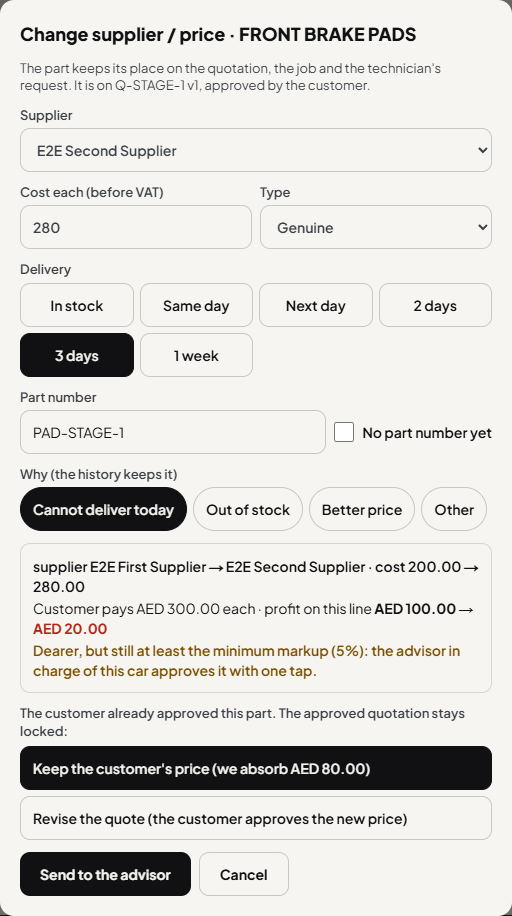 Change supplier / price · FRONT BRAKE PADS
The part keeps its place on the quotation, the job and the technician's
request. It is on Q-STAGE-1 v1, approved by the customer.
Supplier
E2E Second Supplier
Cost each (before VAT) Type
280 Genuine
Delivery
In stock Same day Next day 2 days
3 days 1 week
Part number
PAD-STAGE-1 No part number yet
Why (the history keeps it)
Cannot deliver today Out of stock Better price Other
supplier E2E First Supplier → E2E Second Supplier · cost 200.00 →
280.00
Customer pays AED 300.00 each · profit on this line AED 100.00 →
AED 20.00
Dearer, but still at least the minimum markup (5%): the advisor in
charge of this car approves it with one tap.
The customer already approved this part. The approved quotation stays
locked:
Keep the customer's price (we absorb AED 80.00)
Revise the quote (the customer approves the new price)
Send to the advisor Cancel